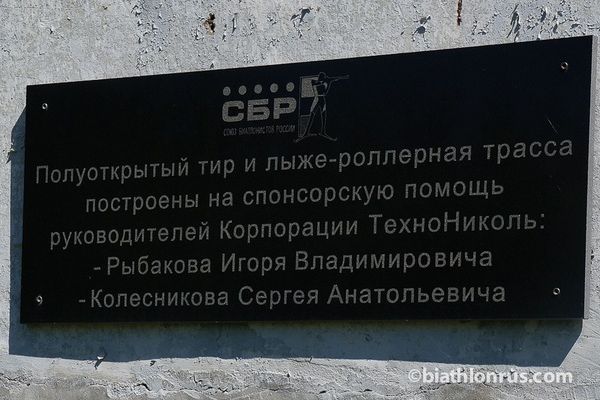 СБР
СОЮЗ БИАТЛОНИСТОВ РОССИИ
Полуоткрытый тир и лыже-роллерная трасса
построены на спонсорскую помощь
руководителей Корпорации ТехноНиколь:
-Рыбакова Игоря Владимировича
-Колесникова Сергея Анатольевича
©biathlonrus.com